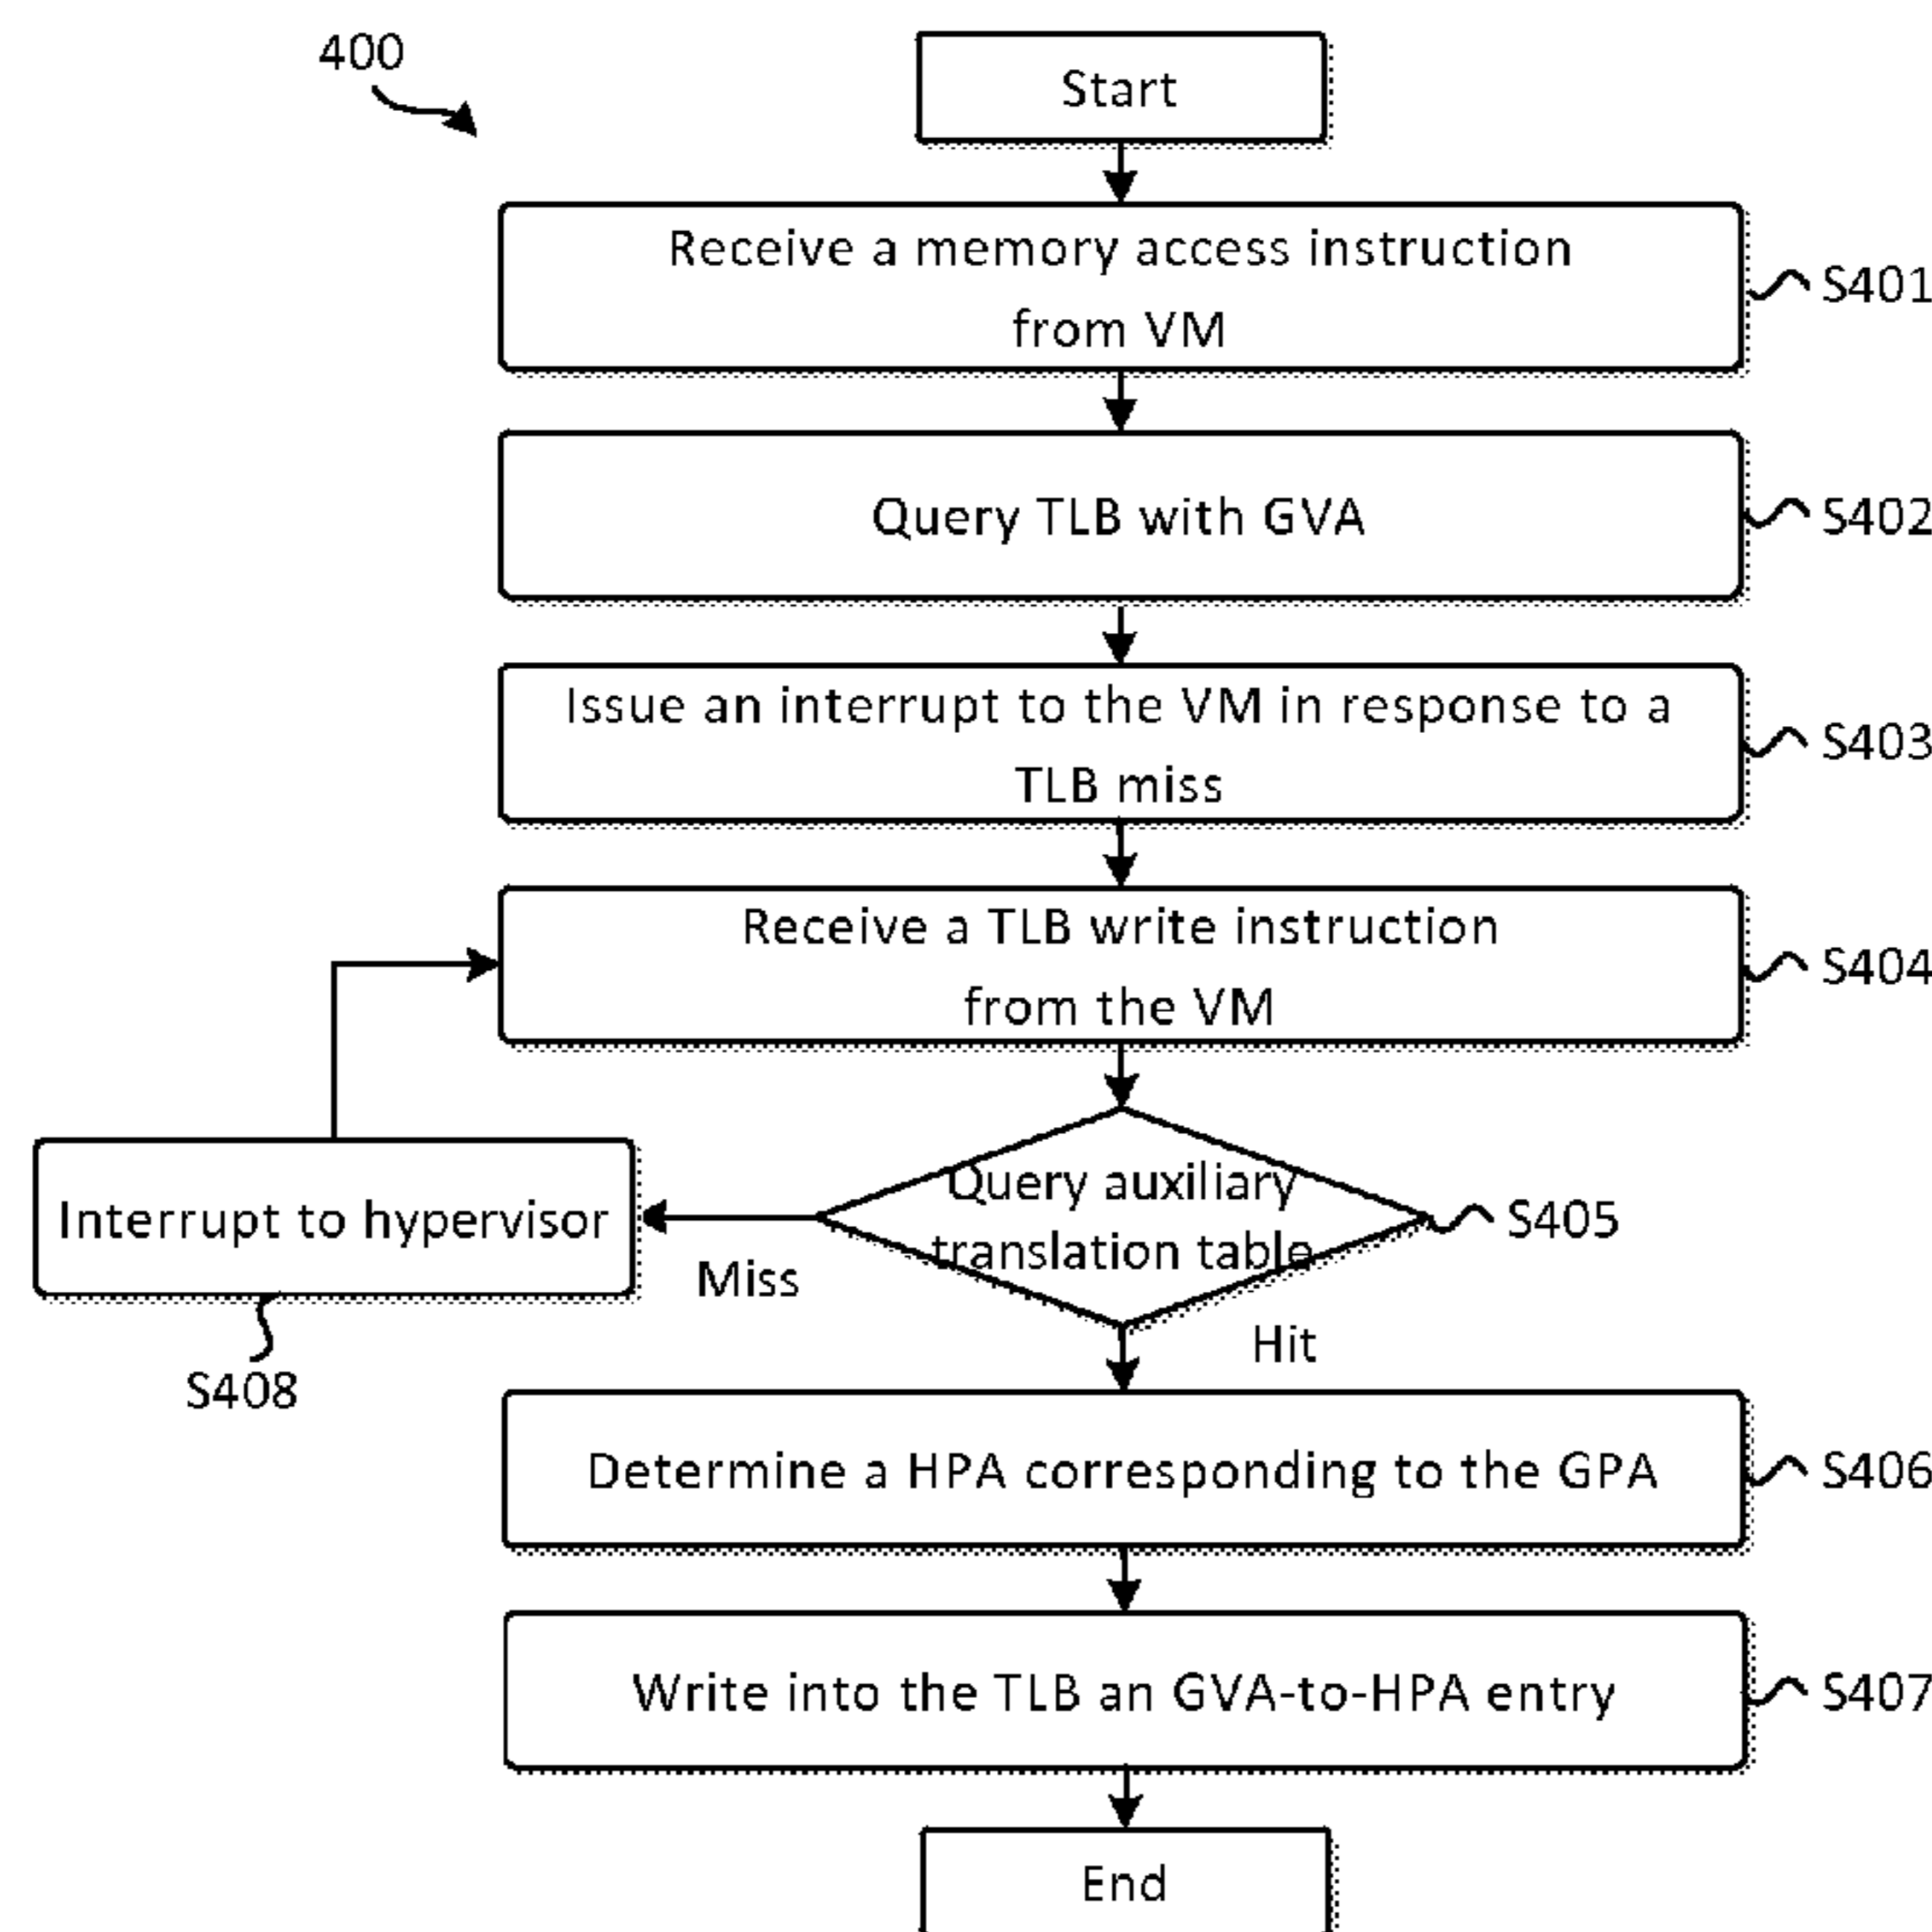 400
Start
Receive a memory access instruction
from VM
S401
Query TLB with GVA
S402
Issue an interrupt to the VM in response to a
TLB miss
S403
Receive a TLB write instruction
from the VM
S404
Query auxiliary
translation table
S405
Interrupt to hypervisor
Miss
S408
Hit
Determine a HPA corresponding to the GPA
S406
Write into the TLB an GVA-to-HPA entry
S407
End